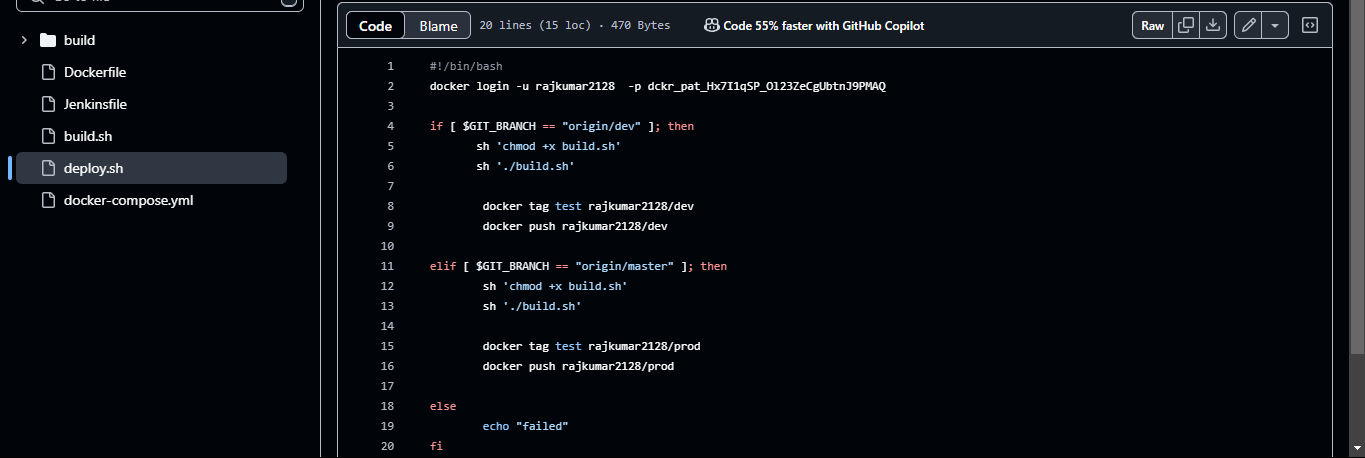 Code Blame 20 lines (15 loc) · 470 Bytes Code 55% faster with GitHub Copilot Raw
build
Dockerfile
Jenkinsfile
build.sh
deploy.sh
docker-compose.yml
1 #!/bin/bash
2 docker login -u rajkumar2128  -p dckr_pat_Hx7I1qSP_Ol23ZeCgUbtnJ9PMAQ
3
4 if [ $GIT_BRANCH == "origin/dev" ]; then
5        sh 'chmod +x build.sh'
6        sh './build.sh'
7
8         docker tag test rajkumar2128/dev
9         docker push rajkumar2128/dev
10
11 elif [ $GIT_BRANCH == "origin/master" ]; then
12         sh 'chmod +x build.sh'
13         sh './build.sh'
14
15         docker tag test rajkumar2128/prod
16         docker push rajkumar2128/prod
17
18 else
19         echo "failed"
20 fi